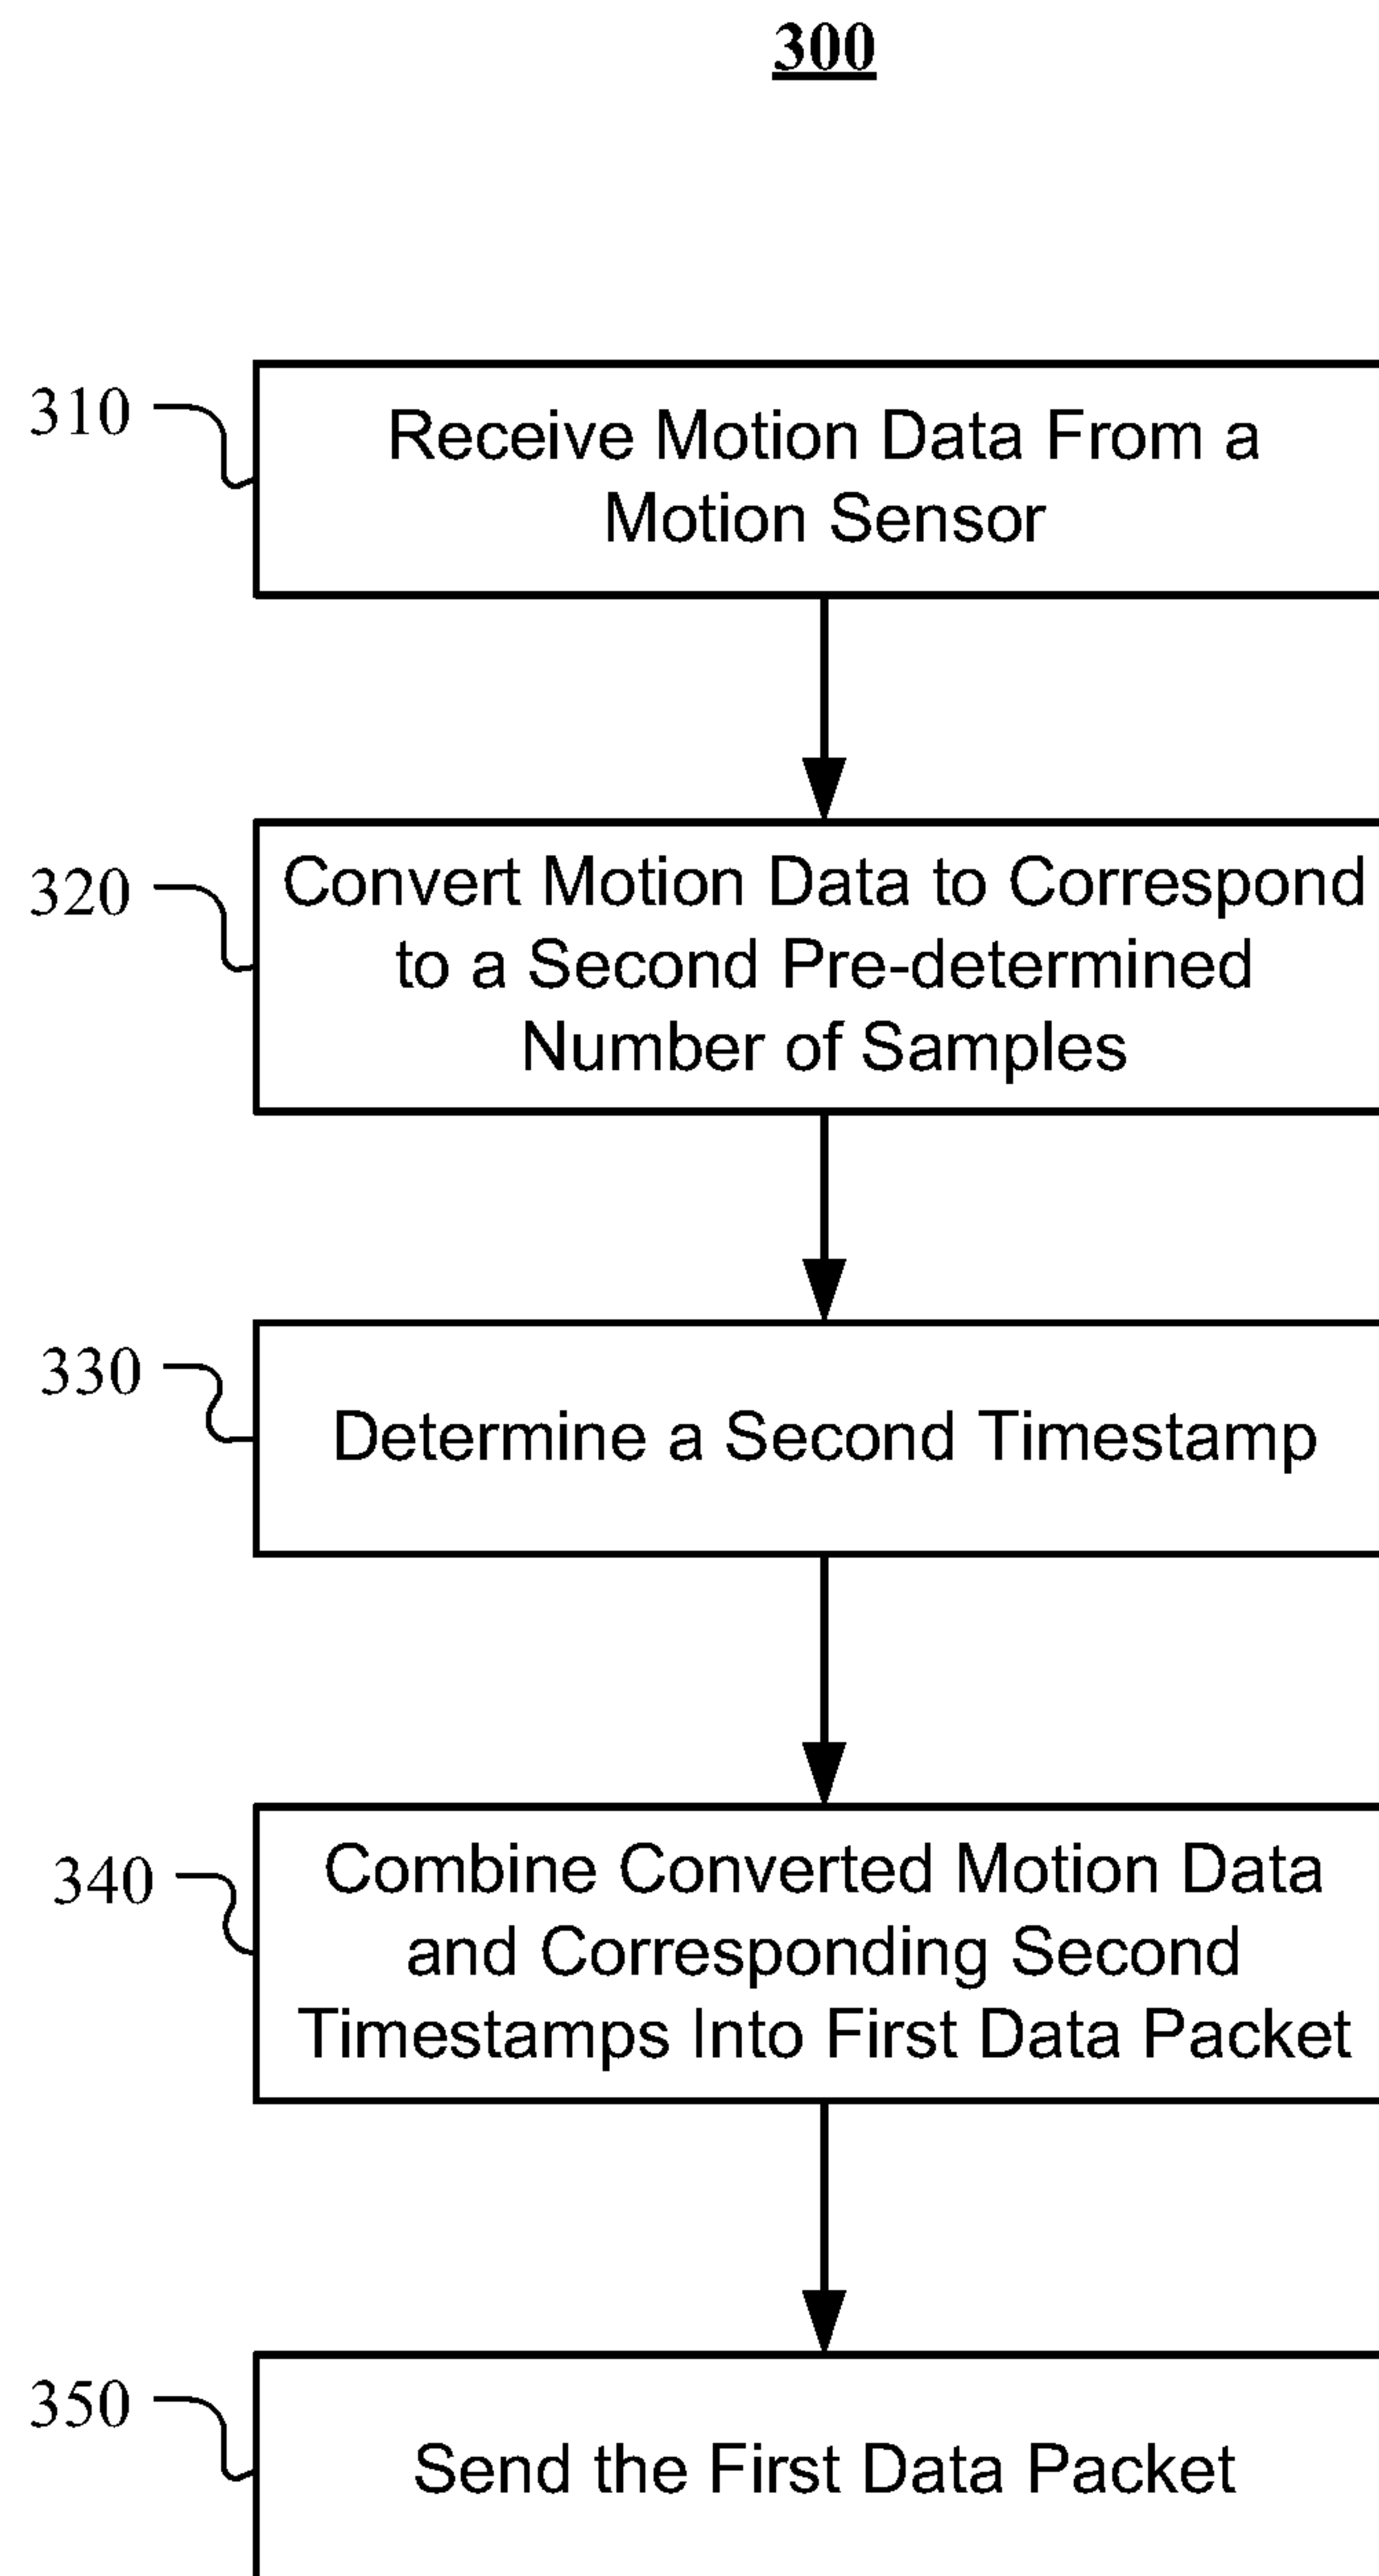 300
310
Receive Motion Data From a
Motion Sensor
320
Convert Motion Data to Correspond
to a Second Pre-determined
Number of Samples
330
Determine a Second Timestamp
340
Combine Converted Motion Data
and Corresponding Second
Timestamps Into First Data Packet
350
Send the First Data Packet